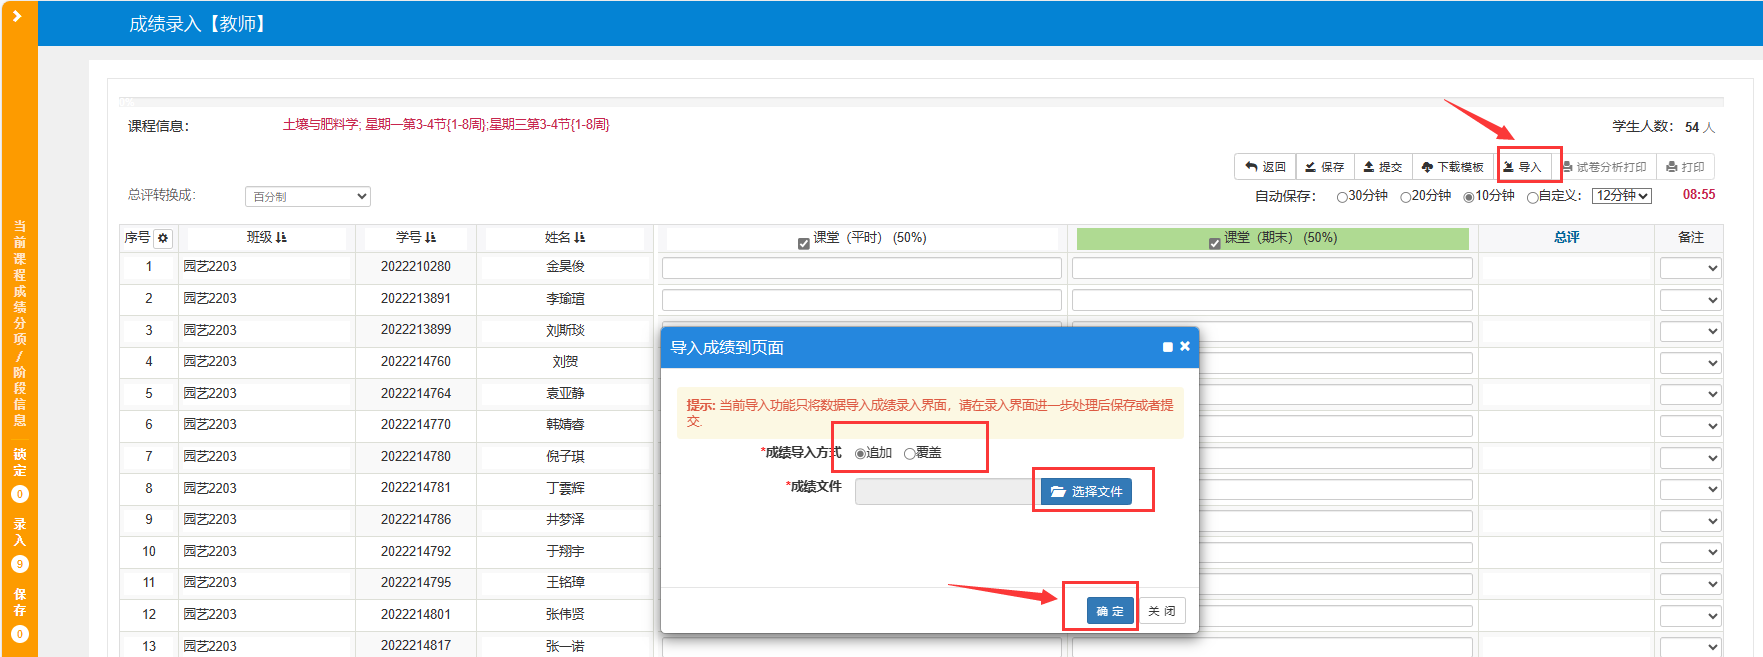 成绩录入【教师】
课程信息：
土壤与肥料学; 星期一第3-4节{1-8周};星期三第3-4节{1-8周}
学生人数： 54 人
返回 保存 提交 下载模板 导入 试卷分析打印 打印
总评转换成:
百分制
自动保存： 30分钟 20分钟 10分钟 自定义: 12分钟 08:55
序号 班级 学号 姓名 课堂（平时）(50%) 课堂（期末）(50%) 总评 备注
1 园艺2203 2022210280 金昊俊
2 园艺2203 2022213891 李瑜瑄
3 园艺2203 2022213899 刘斯琰
4 园艺2203 2022214760 刘贺
5 园艺2203 2022214764 袁亚静
6 园艺2203 2022214770 韩婧睿
7 园艺2203 2022214780 倪子琪
8 园艺2203 2022214781 丁雲辉
9 园艺2203 2022214786 井梦泽
10 园艺2203 2022214792 于翔宇
11 园艺2203 2022214795 王铭璋
12 园艺2203 2022214801 张伟贤
13 园艺2203 2022214817 张一诺
导入成绩到页面
提示: 当前导入功能只将数据导入成绩录入界面，请在录入界面进一步处理后保存或者提
交.
*成绩导入方式 追加 覆盖
*成绩文件 选择文件
确 定 关 闭
当前课程成绩分项/阶段信息
锁定
0
录入
9
保存
0